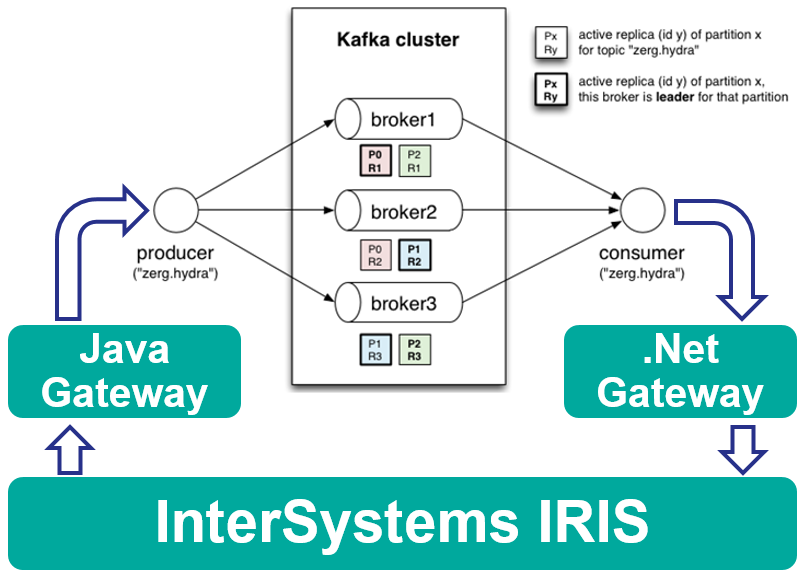 Kafka cluster
Px
Ry
active replica (id y) of partition x
for topic "zerg.hydra"
Px
Ry
active replica (id y) of partition x,
this broker is leader for that partition
broker1
P0
R1
P2
R1
broker2
P0
R2
P1
R2
broker3
P1
R3
P2
R3
producer
("zerg.hydra")
consumer
("zerg.hydra")
Java
Gateway
.Net
Gateway
InterSystems IRIS